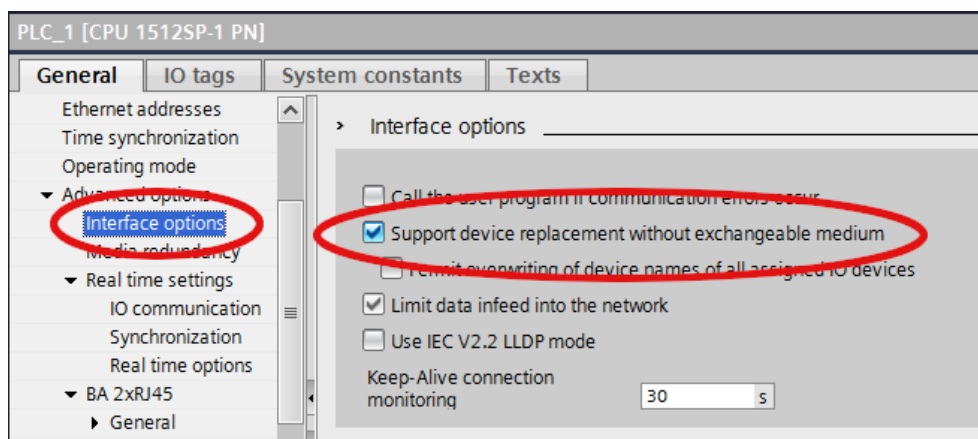 PLC_1 [CPU 1512SP-1 PN]
General IO tags System constants Texts
Ethernet addresses
Time synchronization
Operating mode
Advanced options
Interface options
Media redundancy
Real time settings
IO communication
Synchronization
Real time options
BA 2xRJ45
General
Interface options
Call the user program if communication errors occur
Support device replacement without exchangeable medium
Permit overwriting of device names of all assigned IO devices
Limit data infeed into the network
Use IEC V2.2 LLDP mode
Keep-Alive connection
monitoring 30 s